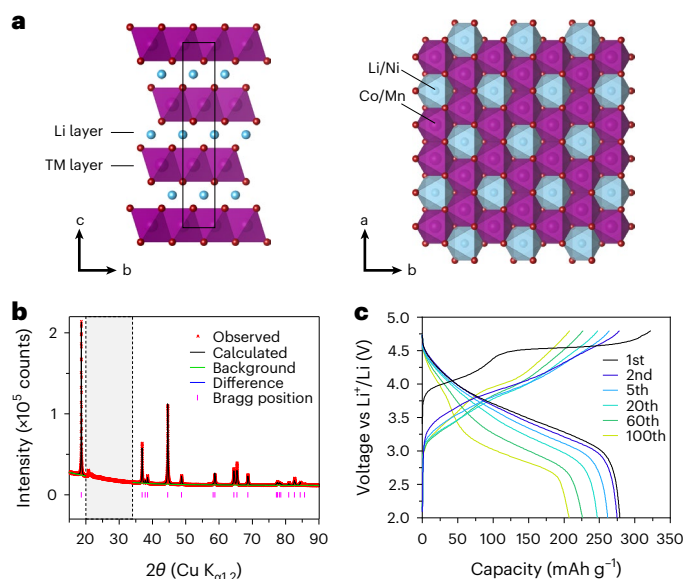 a
Li layer
TM layer
c
b
Li/Ni
Co/Mn
a
b
b
Intensity (×10⁵ counts)
2
1
0
Observed
Calculated
Background
Difference
Bragg position
20 30 40 50 60 70 80 90
2θ (Cu Kα1,2)
c
Voltage vs Li⁺/Li (V)
5.0
4.5
4.0
3.5
3.0
2.5
2.0
1st
2nd
5th
20th
60th
100th
0 50 100 150 200 250 300 350
Capacity (mAh g⁻¹)